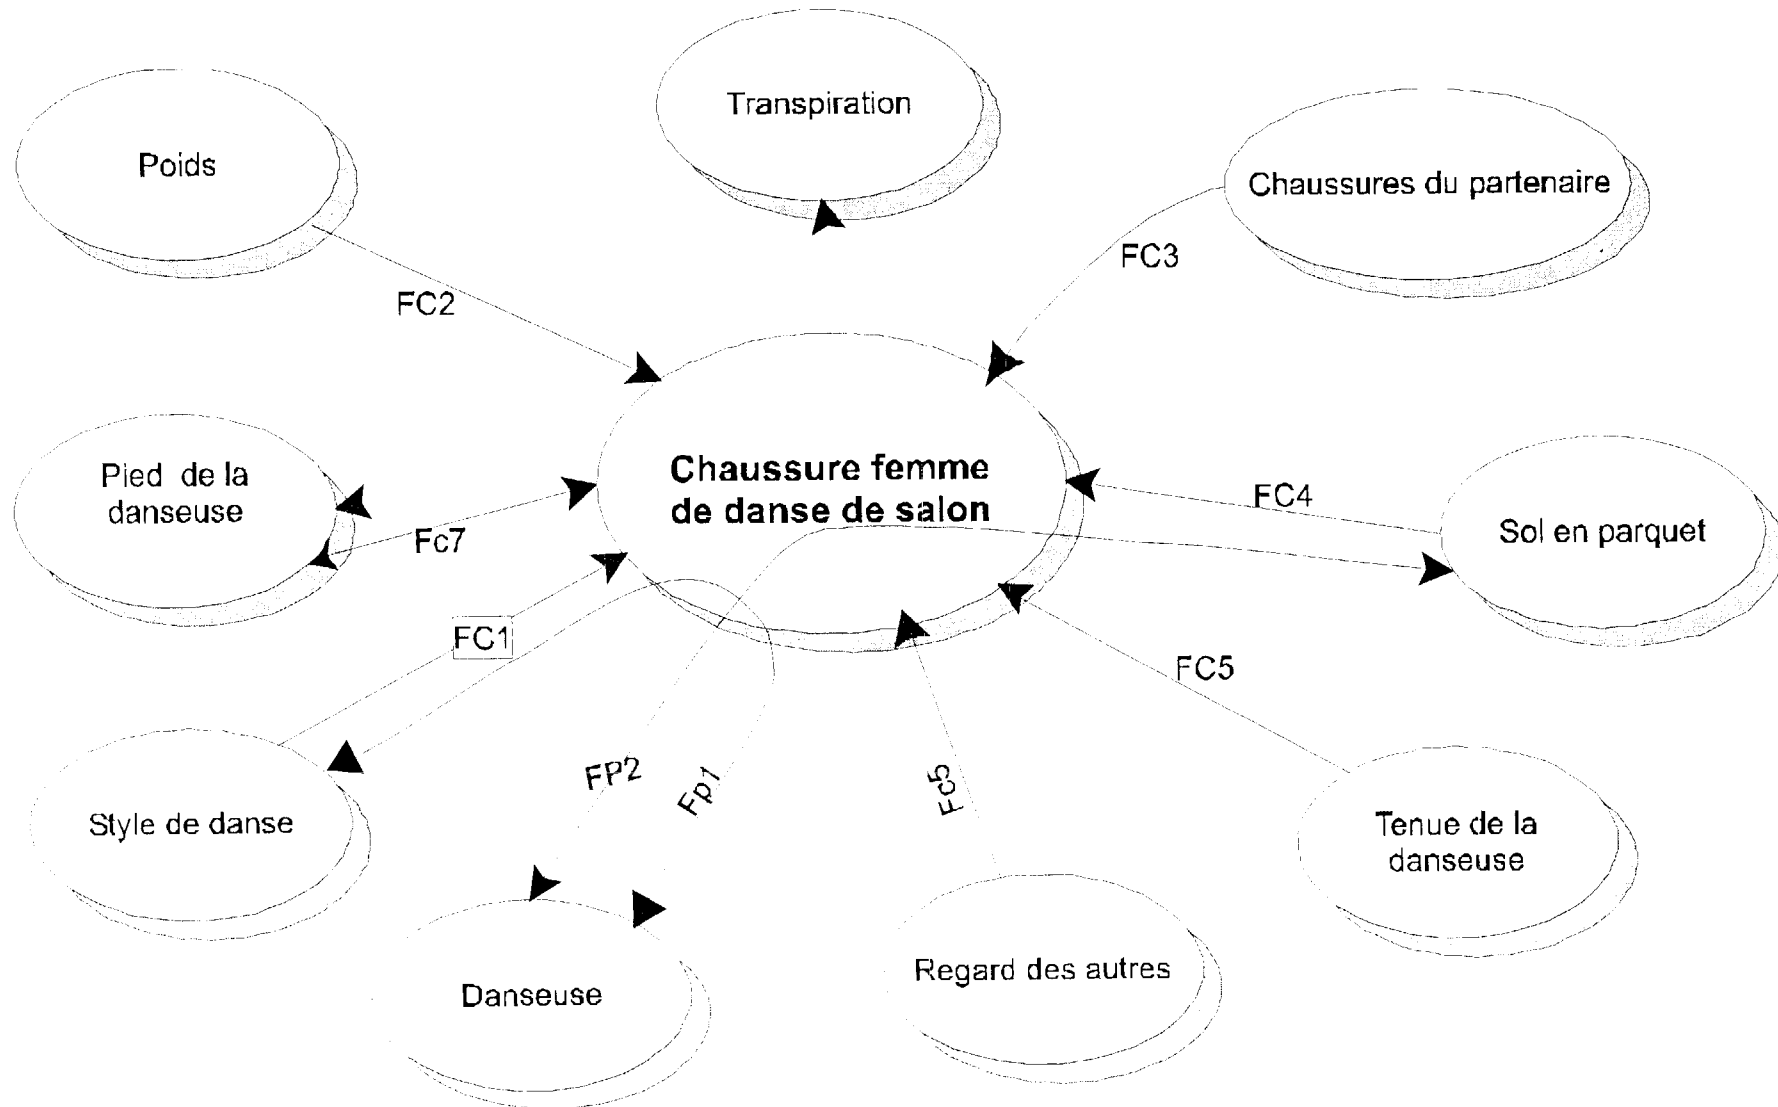 Transpiration
Poids
Chaussures du partenaire
FC3
FC2
Chaussure femme
de danse de salon
Pied de la
danseuse
FC4
Sol en parquet
Fc7
FC1
FC5
FP2
Fp1
Fc5
Style de danse
Tenue de la
danseuse
Regard des autres
Danseuse